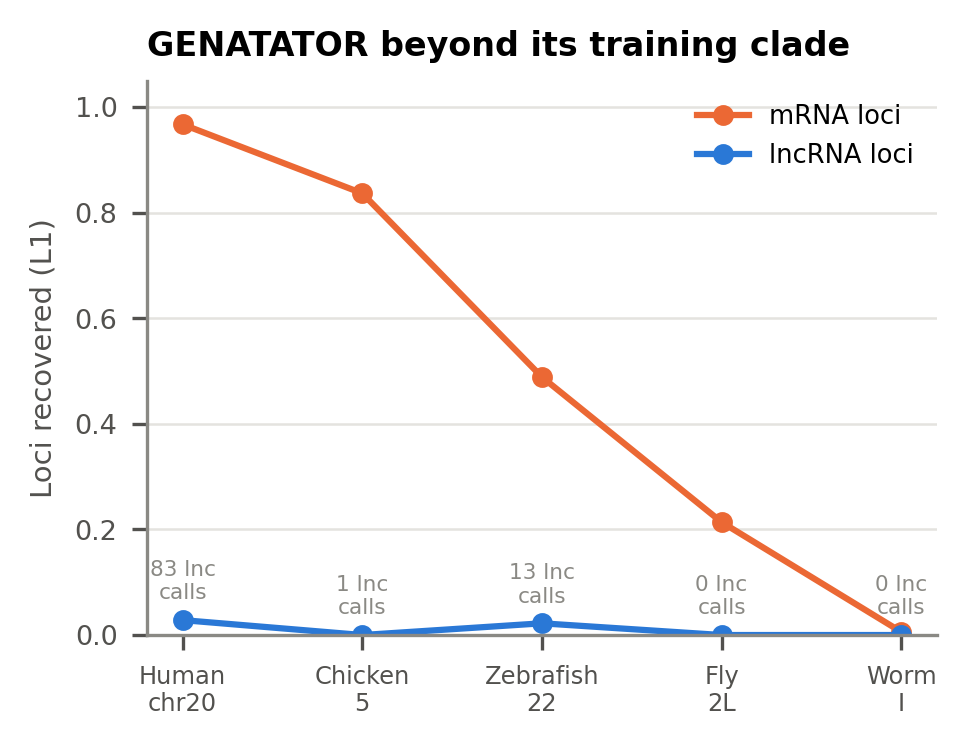 GENATATOR beyond its training clade
mRNA loci
lncRNA loci
Loci recovered (L1)
1.0
0.8
0.6
0.4
0.2
0.0
83 lnc
calls
1 lnc
calls
13 lnc
calls
0 lnc
calls
0 lnc
calls
Human
chr20
Chicken
5
Zebrafish
22
Fly
2L
Worm
I